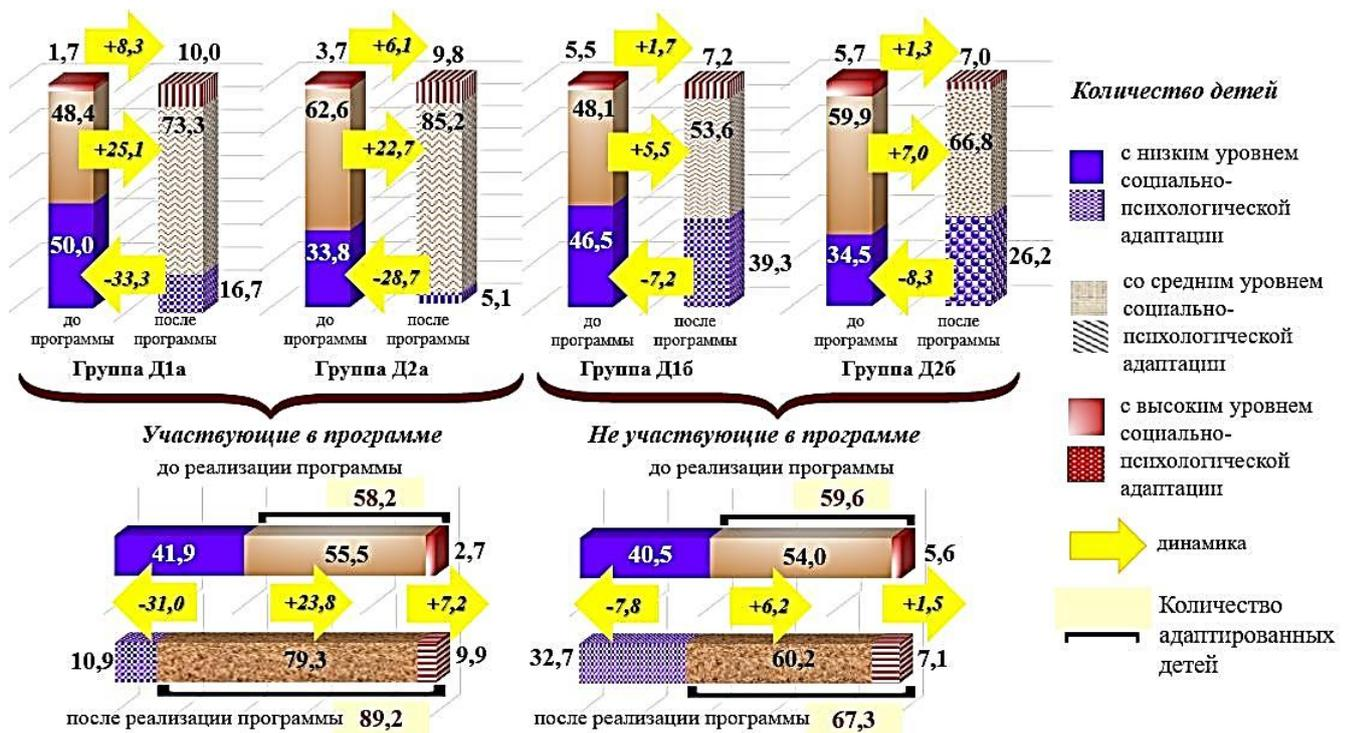 1,7 +8,3 10,0
3,7 +6,1 9,8
5,5 +1,7 7,2
5,7 +1,3 7,0
48,4 73,3
62,6 85,2
48,1 53,6
59,9 66,8
+25,1
+22,7
+5,5
+7,0
50,0
33,8
46,5
34,5
-33,3 16,7
-28,7 5,1
-7,2 39,3
-8,3 26,2
до программы
после программы
до программы
после программы
до программы
после программы
до программы
после программы
Группа Д1а
Группа Д2а
Группа Д1б
Группа Д2б
Участвующие в программе
до реализации программы
58,2
41,9 55,5 2,7
-31,0 +23,8 +7,2
10,9 79,3 9,9
после реализации программы 89,2
Не участвующие в программе
до реализации программы
59,6
40,5 54,0 5,6
-7,8 +6,2 +1,5
32,7 60,2 7,1
после реализации программы 67,3
Количество детей
с низким уровнем
социально-
психологической
адаптации
со средним уровнем
социально-
психологической
адаптации
с высоким уровнем
социально-
психологической
адаптации
динамика
Количество
адаптированных
детей